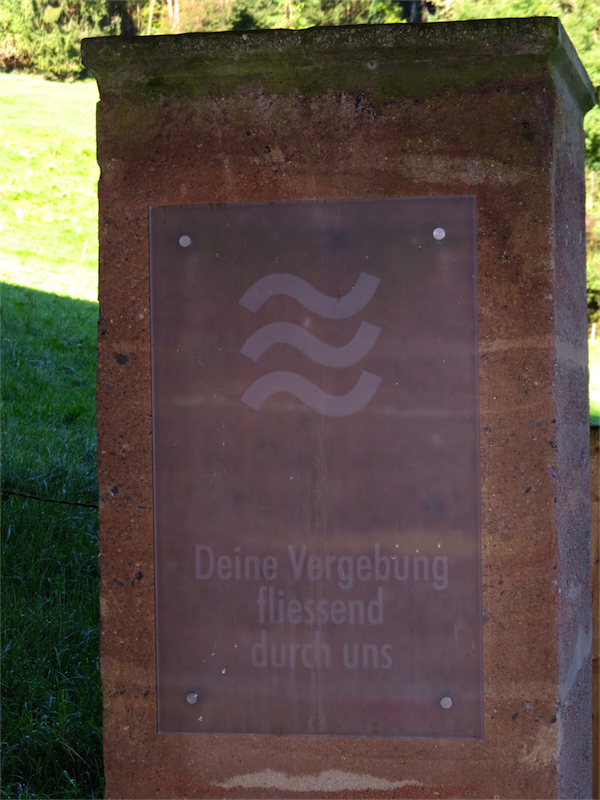 Deine Vergebung
fliessend
durch uns